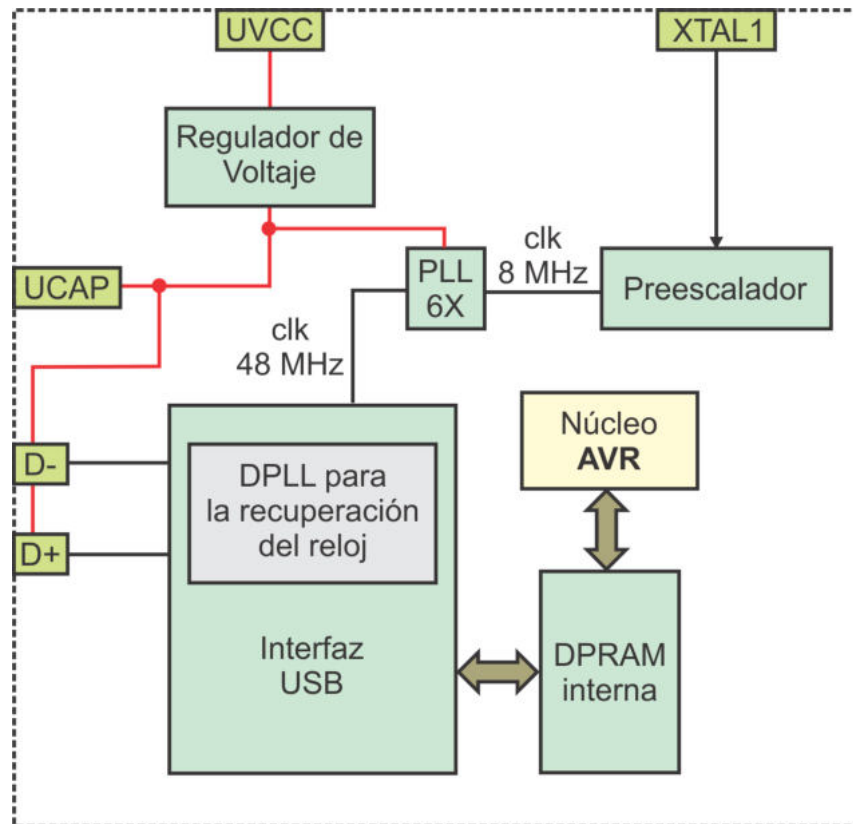 UVCC
XTAL1
Regulador de
Voltaje
UCAP
PLL
6X
clk
8 MHz
Preescalador
clk
48 MHz
Núcleo
AVR
D-
D+
DPLL para
la recuperación
del reloj
Interfaz
USB
DPRAM
interna